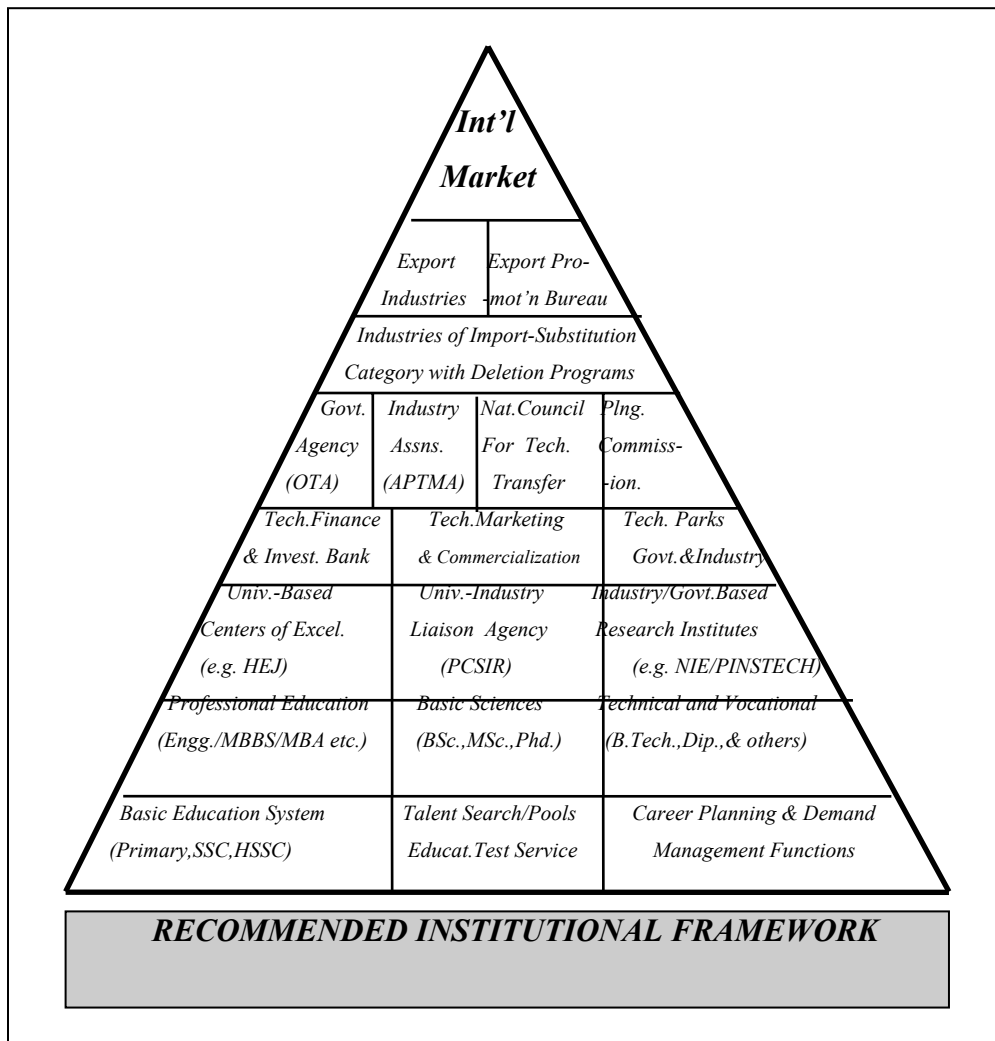 Int’l
Market
Export
Industries
Export Pro-
-mot’n Bureau
Industries of Import-Substitution
Category with Deletion Programs
Govt.
Agency
(OTA)
Industry
Assns.
(APTMA)
Nat.Council
For Tech.
Transfer
Plng.
Commiss-
-ion.
Tech.Finance
& Invest. Bank
Tech.Marketing
& Commercialization
Tech. Parks
Govt.&Industry
Univ.-Based
Centers of Excel.
(e.g. HEJ)
Univ.-Industry
Liaison Agency
(PCSIR)
Industry/Govt.Based
Research Institutes
(e.g. NIE/PINSTECH)
Professional Education
(Engg./MBBS/MBA etc.)
Basic Sciences
(BSc.,MSc.,Phd.)
Technical and Vocational
(B.Tech.,Dip.,& others)
Basic Education System
(Primary,SSC,HSSC)
Talent Search/Pools
Educat.Test Service
Career Planning & Demand
Management Functions
RECOMMENDED INSTITUTIONAL FRAMEWORK